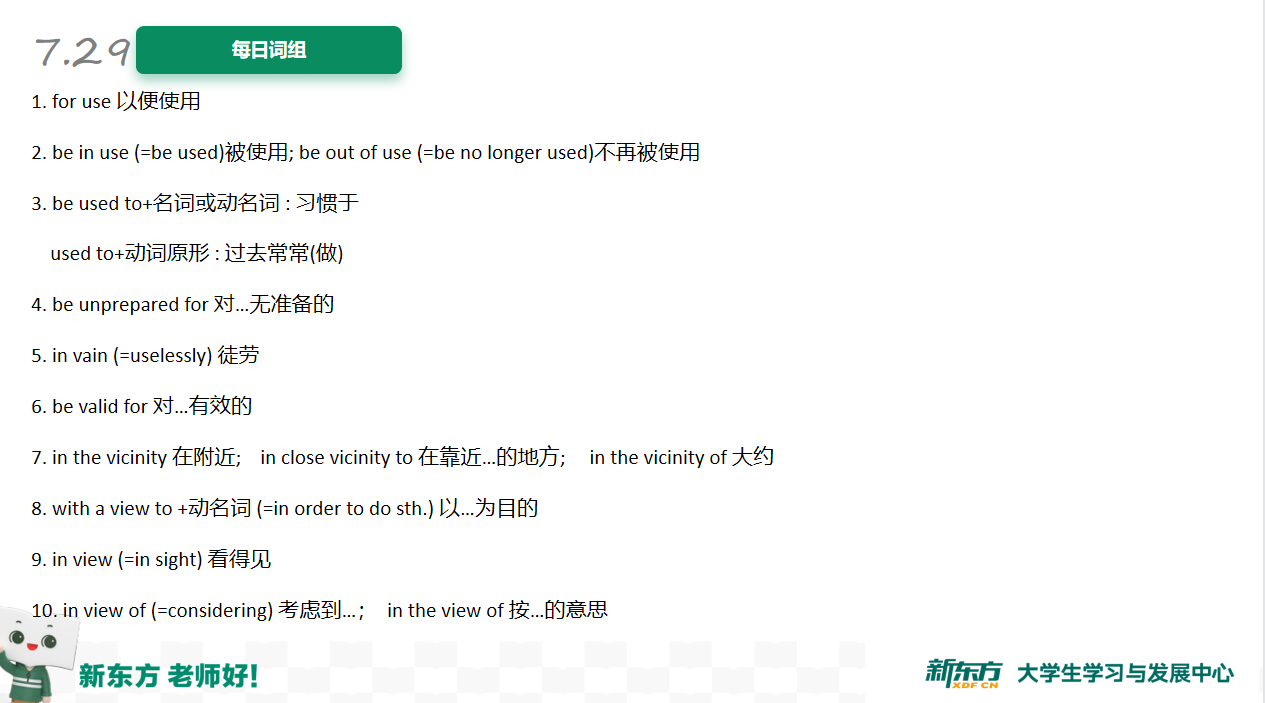 7.29 每日词组
1. for use 以便使用
2. be in use (=be used)被使用; be out of use (=be no longer used)不再被使用
3. be used to+名词或动名词 : 习惯于
used to+动词原形 : 过去常常(做)
4. be unprepared for 对...无准备的
5. in vain (=uselessly) 徒劳
6. be valid for 对...有效的
7. in the vicinity 在附近; in close vicinity to 在靠近...的地方; in the vicinity of 大约
8. with a view to +动名词 (=in order to do sth.) 以...为目的
9. in view (=in sight) 看得见
10. in view of (=considering) 考虑到...； in the view of 按...的意思
新东方 老师好!
新东方 XDF.CN 大学生学习与发展中心